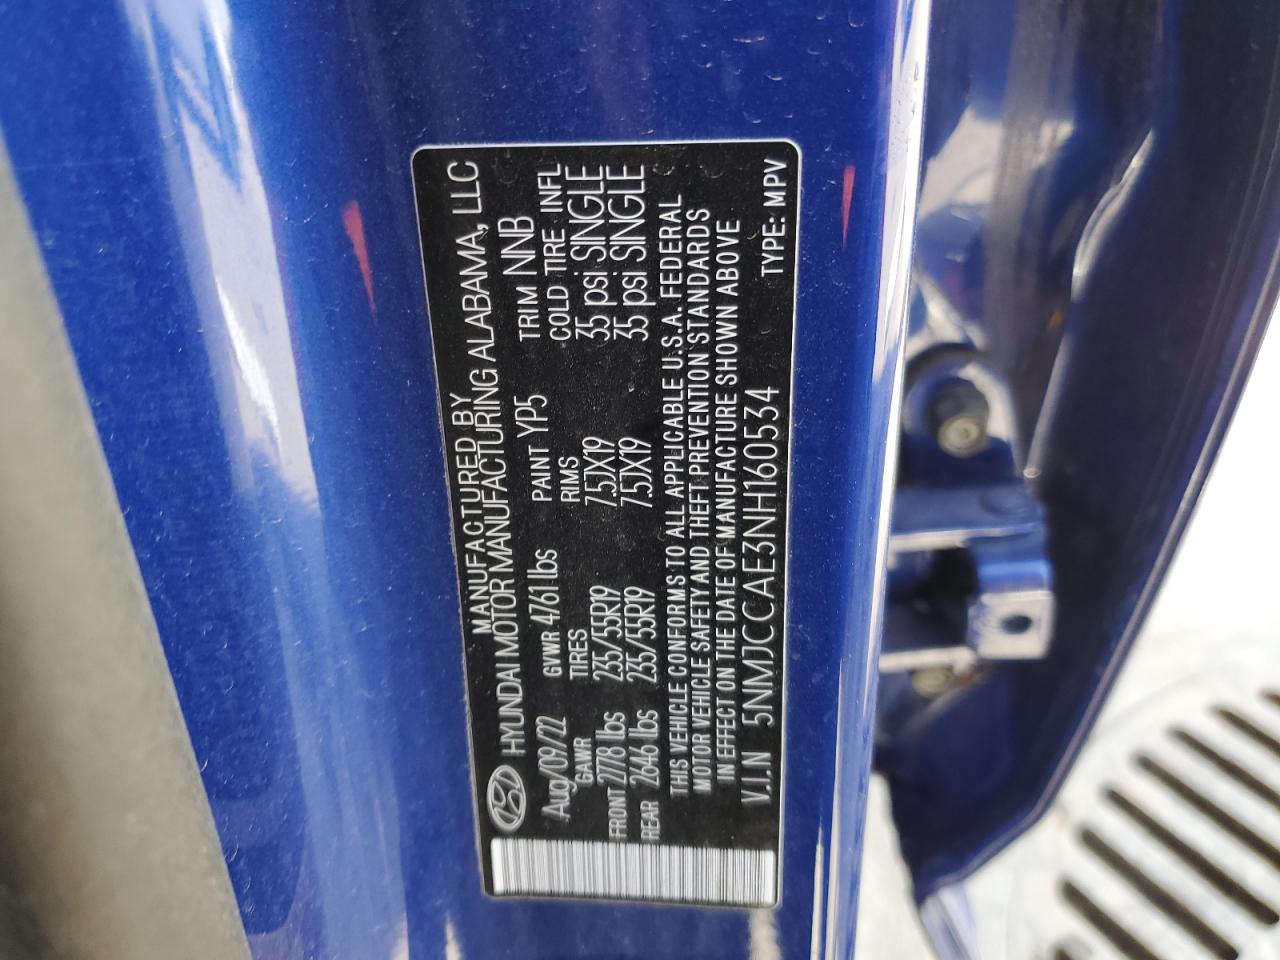 MANUFACTURED BY
HYUNDAI MOTOR MANUFACTURING ALABAMA, LLC
Aug/09/22 GVWR 4761 lbs PAINT YP5 TRIM NNB
GAWR TIRES RIMS COLD TIRE INFL
FRONT 2778 lbs 235/55R19 7.5JX19 35 psi SINGLE
REAR 2646 lbs 235/55R19 7.5JX19 35 psi SINGLE
THIS VEHICLE CONFORMS TO ALL APPLICABLE U.S.A. FEDERAL
MOTOR VEHICLE SAFETY AND THEFT PREVENTION STANDARDS
IN EFFECT ON THE DATE OF MANUFACTURE SHOWN ABOVE
V.I.N 5NMJCCAE3NH160534 TYPE: MPV